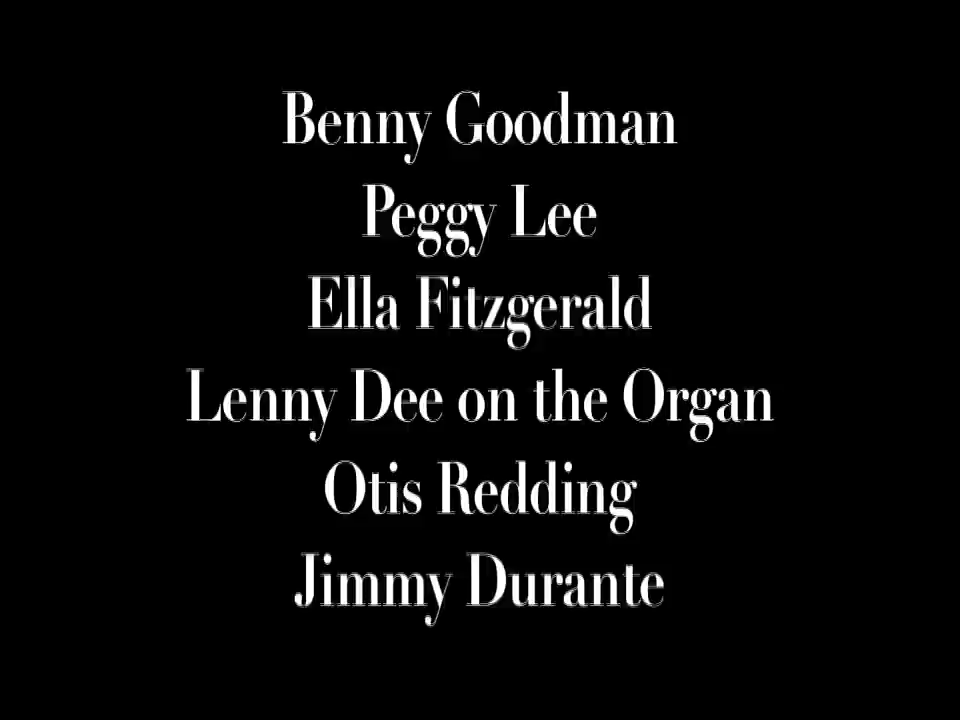 Benny Goodman
Peggy Lee
Ella Fitzgerald
Lenny Dee on the Organ
Otis Redding
Jimmy Durante